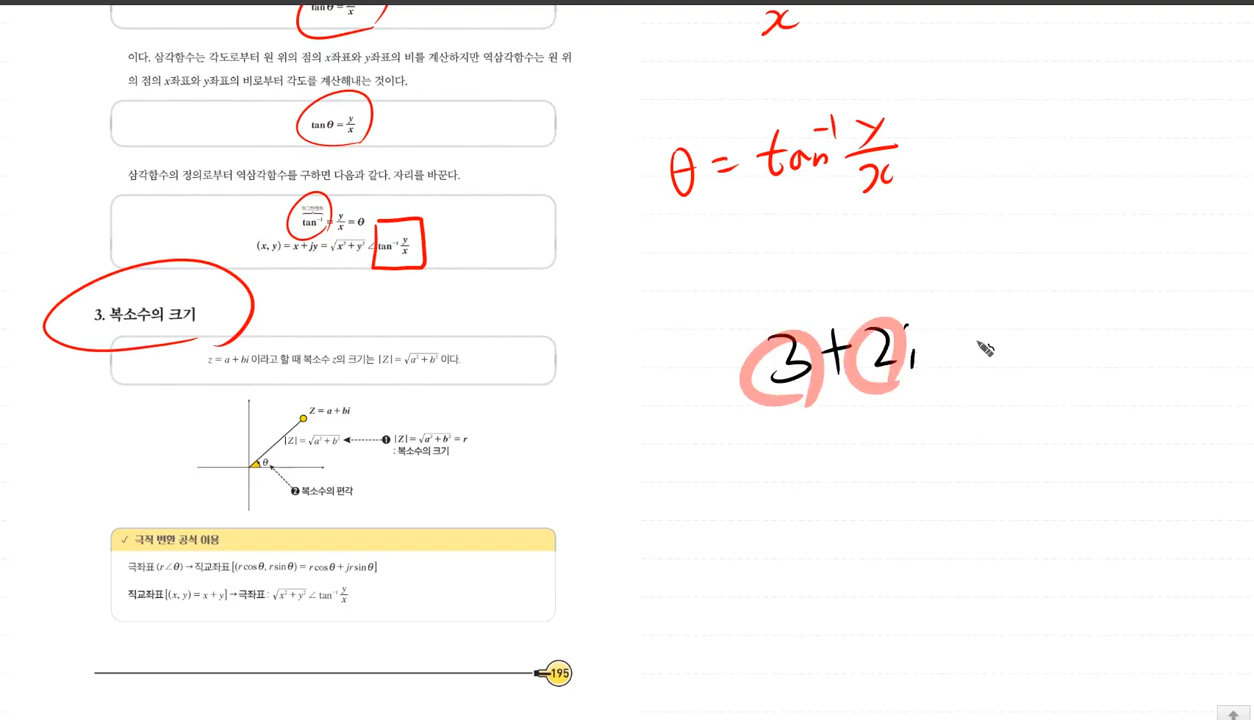 tan θ = y/x
이다. 삼각함수는 각도로부터 원 위의 점의 x좌표와 y좌표의 비를 계산하지만 역삼각함수는 원 위
의 점의 x좌표와 y좌표의 비로부터 각도를 계산해내는 것이다.
tan θ = y/x
삼각함수의 정의로부터 역삼각함수를 구하면 다음과 같다. 자리를 바꾼다.
tan⁻¹ = y/x = θ
(x, y) = x + jy = √(x² + y²) ∠ tan⁻¹ y/x
3. 복소수의 크기
z = a + bi 이라고 할 때 복소수 z의 크기는 |Z| = √(a² + b²) 이다.
Z = a + bi
|Z| = √(a² + b²)
❶ |Z| = √(a² + b²) = r
: 복소수의 크기
θ
❷ 복소수의 편각
✓ 극직 변환 공식 이용
극좌표 (r∠θ) → 직교좌표 [(r cos θ, r sin θ) = r cos θ + jr sin θ]
직교좌표 [(x, y) = x + y] → 극좌표 : √(x² + y²) ∠ tan⁻¹ y/x
195
x
θ = tan⁻¹ y/x
3 + 2i